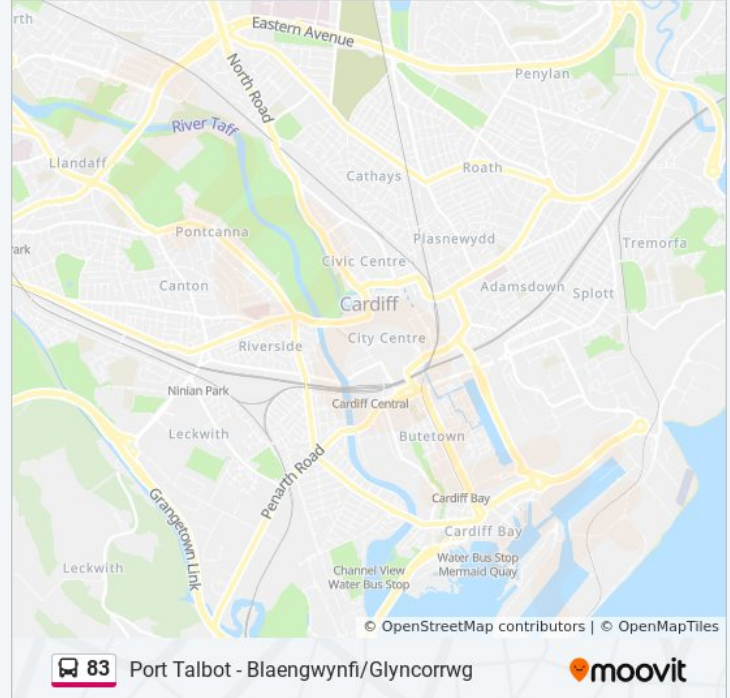 rth
Eastern Avenue
North Road
Penylan
River Taff
Llandaff
Cathays
Roath
Pontcanna
Plasnewydd
ark
Civic Centre
Tremorfa
Canton
Adamsdown
Splott
Cardiff
City Centre
Riverside
Ninian Park
Cardiff Central
Leckwith
Butetown
Penarth Road
Grangetown Link
Cardiff Bay
Cardiff Bay
Water Bus Stop
Mermaid Quay
Leckwith
Channel View
Water Bus Stop
© OpenStreetMap contributors | © OpenMapTiles
83 Port Talbot - Blaengwynfi/Glyncorrwg
moovit